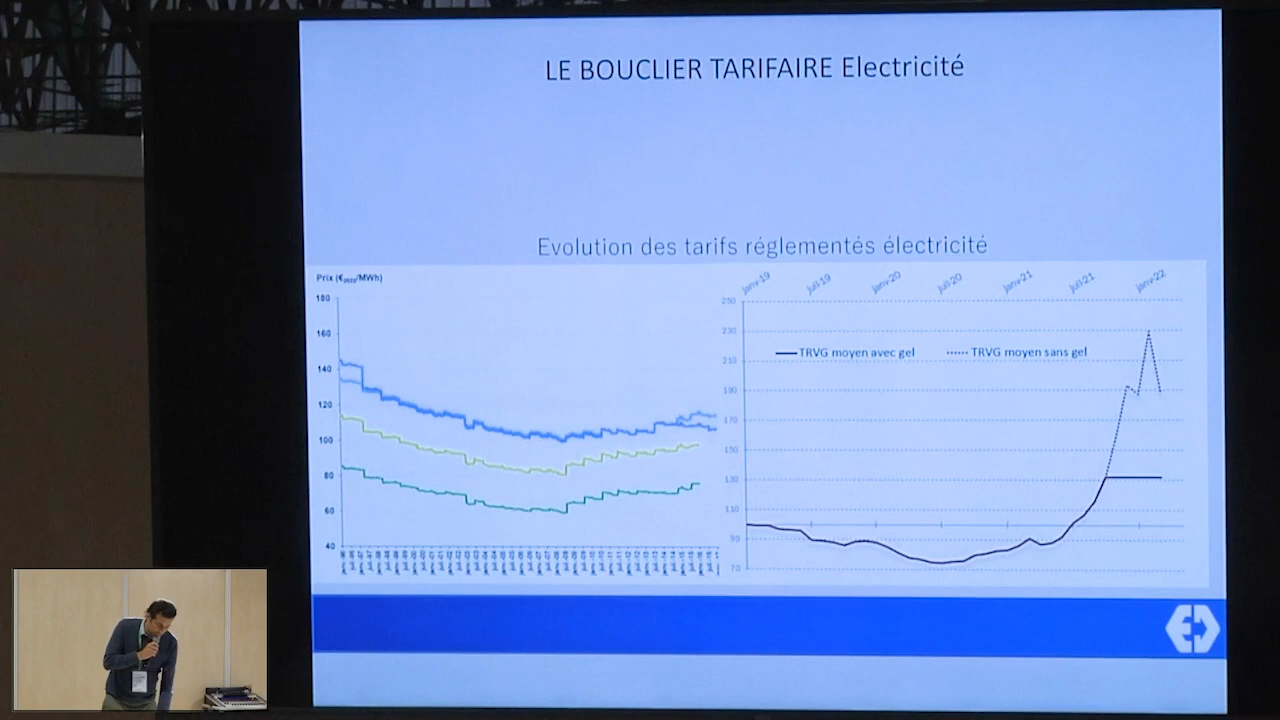 LE BOUCLIER TARIFAIRE Electricité
Evolution des tarifs réglementés électricité
Prix (€2022/MWh)
180
160
140
120
100
80
60
40
janv-19
juil-19
janv-20
juil-20
janv-21
juil-21
janv-22
250
230
210
190
170
150
130
110
90
70
TRVG moyen avec gel
TRVG moyen sans gel